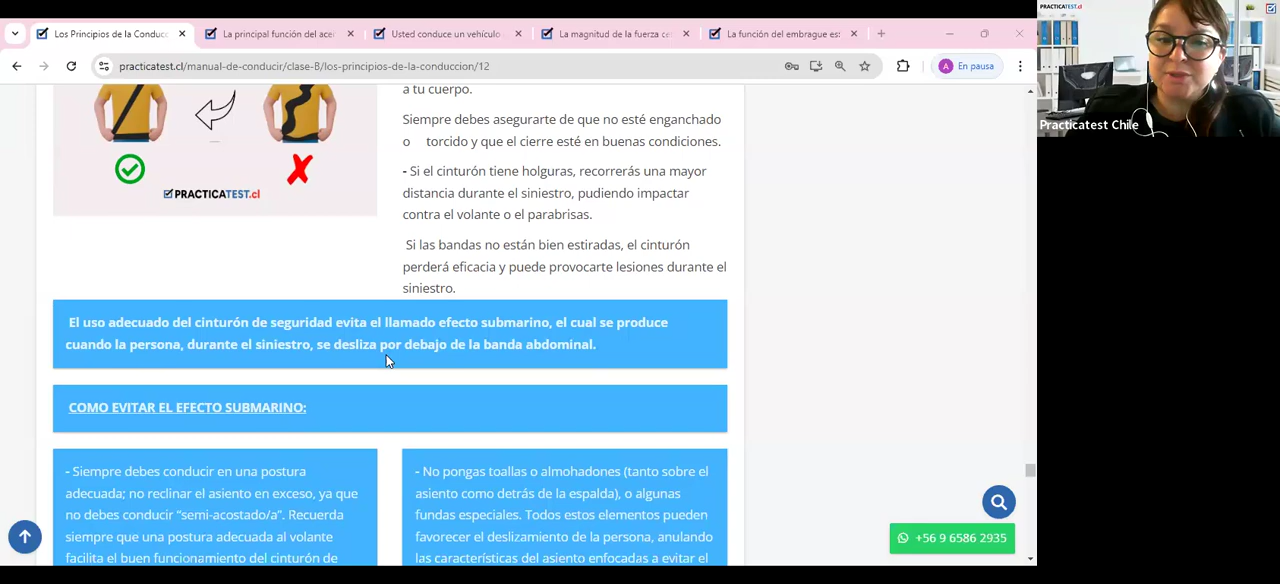 Los Principios de la Conducc
La principal función del acel
Usted conduce un vehículo
La magnitud de la fuerza ce
La función del embrague es:
practicatest.cl/manual-de-conducir/clase-B/los-principios-de-la-conduccion/12
A
En pausa
PRACTICATEST.cl
Practicatest Chile
a tu cuerpo.
Siempre debes asegurarte de que no esté enganchado
o torcido y que el cierre esté en buenas condiciones.
- Si el cinturón tiene holguras, recorrerás una mayor
distancia durante el siniestro, pudiendo impactar
contra el volante o el parabrisas.
Si las bandas no están bien estiradas, el cinturón
perderá eficacia y puede provocarte lesiones durante el
siniestro.
PRACTICATEST.cl
El uso adecuado del cinturón de seguridad evita el llamado efecto submarino, el cual se produce
cuando la persona, durante el siniestro, se desliza por debajo de la banda abdominal.
COMO EVITAR EL EFECTO SUBMARINO:
- Siempre debes conducir en una postura
adecuada; no reclinar el asiento en exceso, ya que
no debes conducir "semi-acostado/a". Recuerda
siempre que una postura adecuada al volante
facilita el buen funcionamiento del cinturón de
- No pongas toallas o almohadones (tanto sobre el
asiento como detrás de la espalda), o algunas
fundas especiales. Todos estos elementos pueden
favorecer el deslizamiento de la persona, anulando
las características del asiento enfocadas a evitar el
+56 9 6586 2935